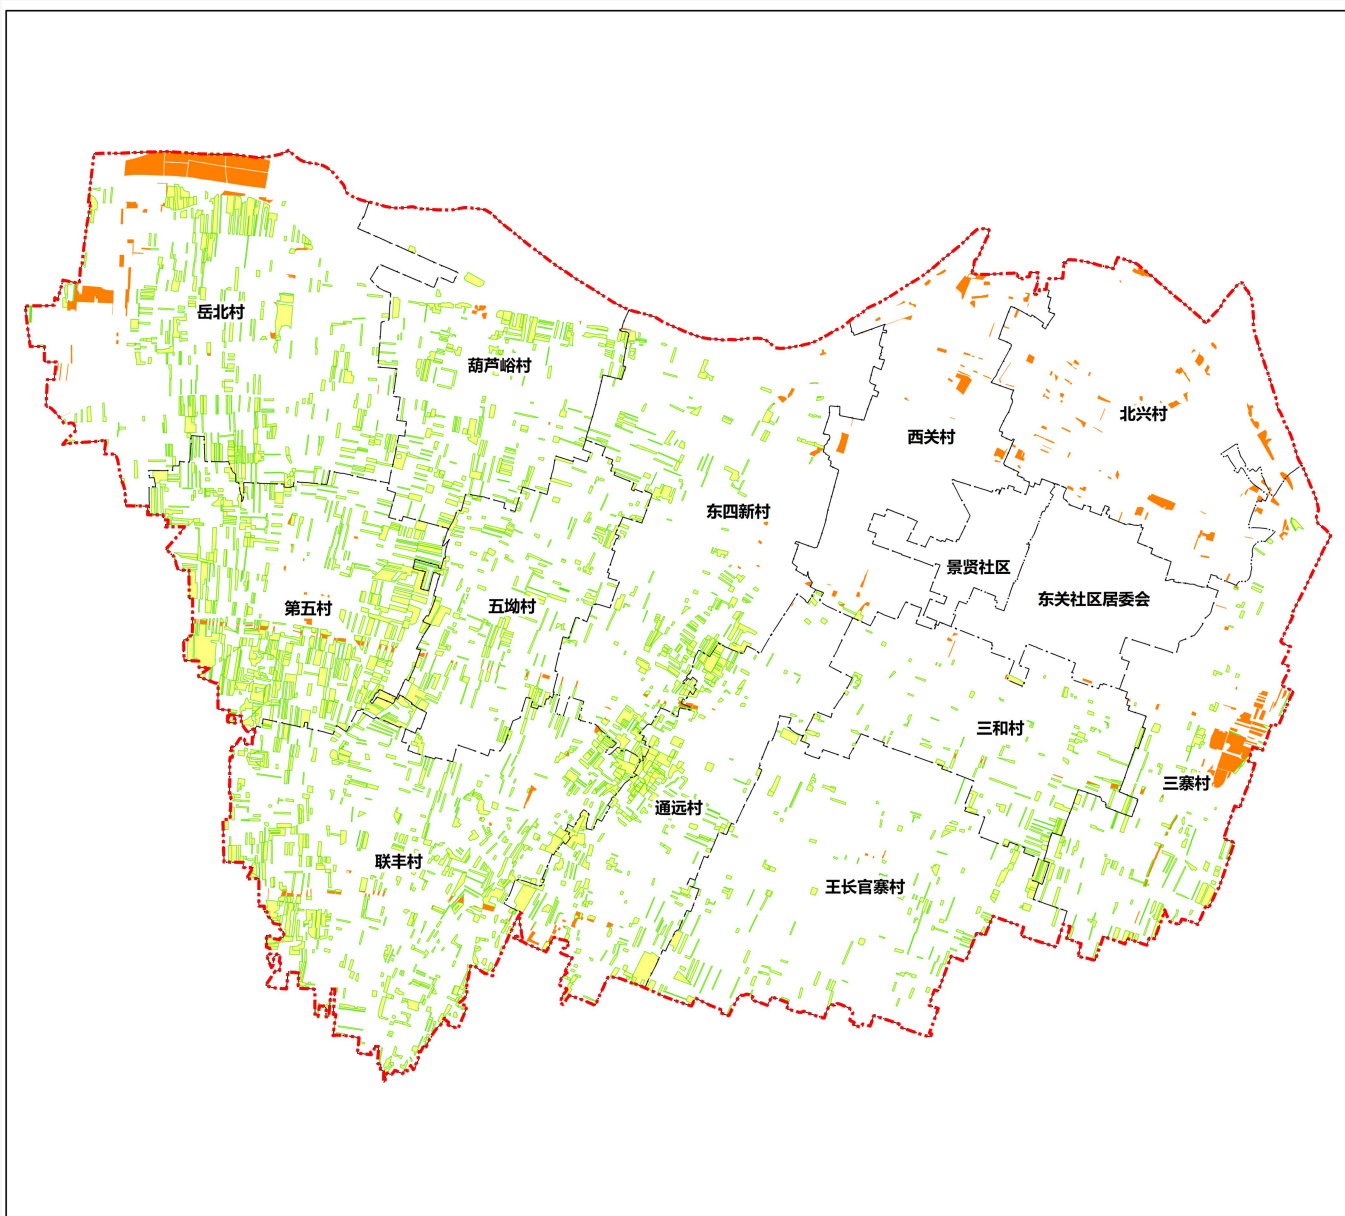 岳北村
葫芦峪村
北兴村
西关村
东四新村
景贤社区
东关社区居委会
第五村
五坳村
三和村
三寨村
通远村
联丰村
王长官寨村